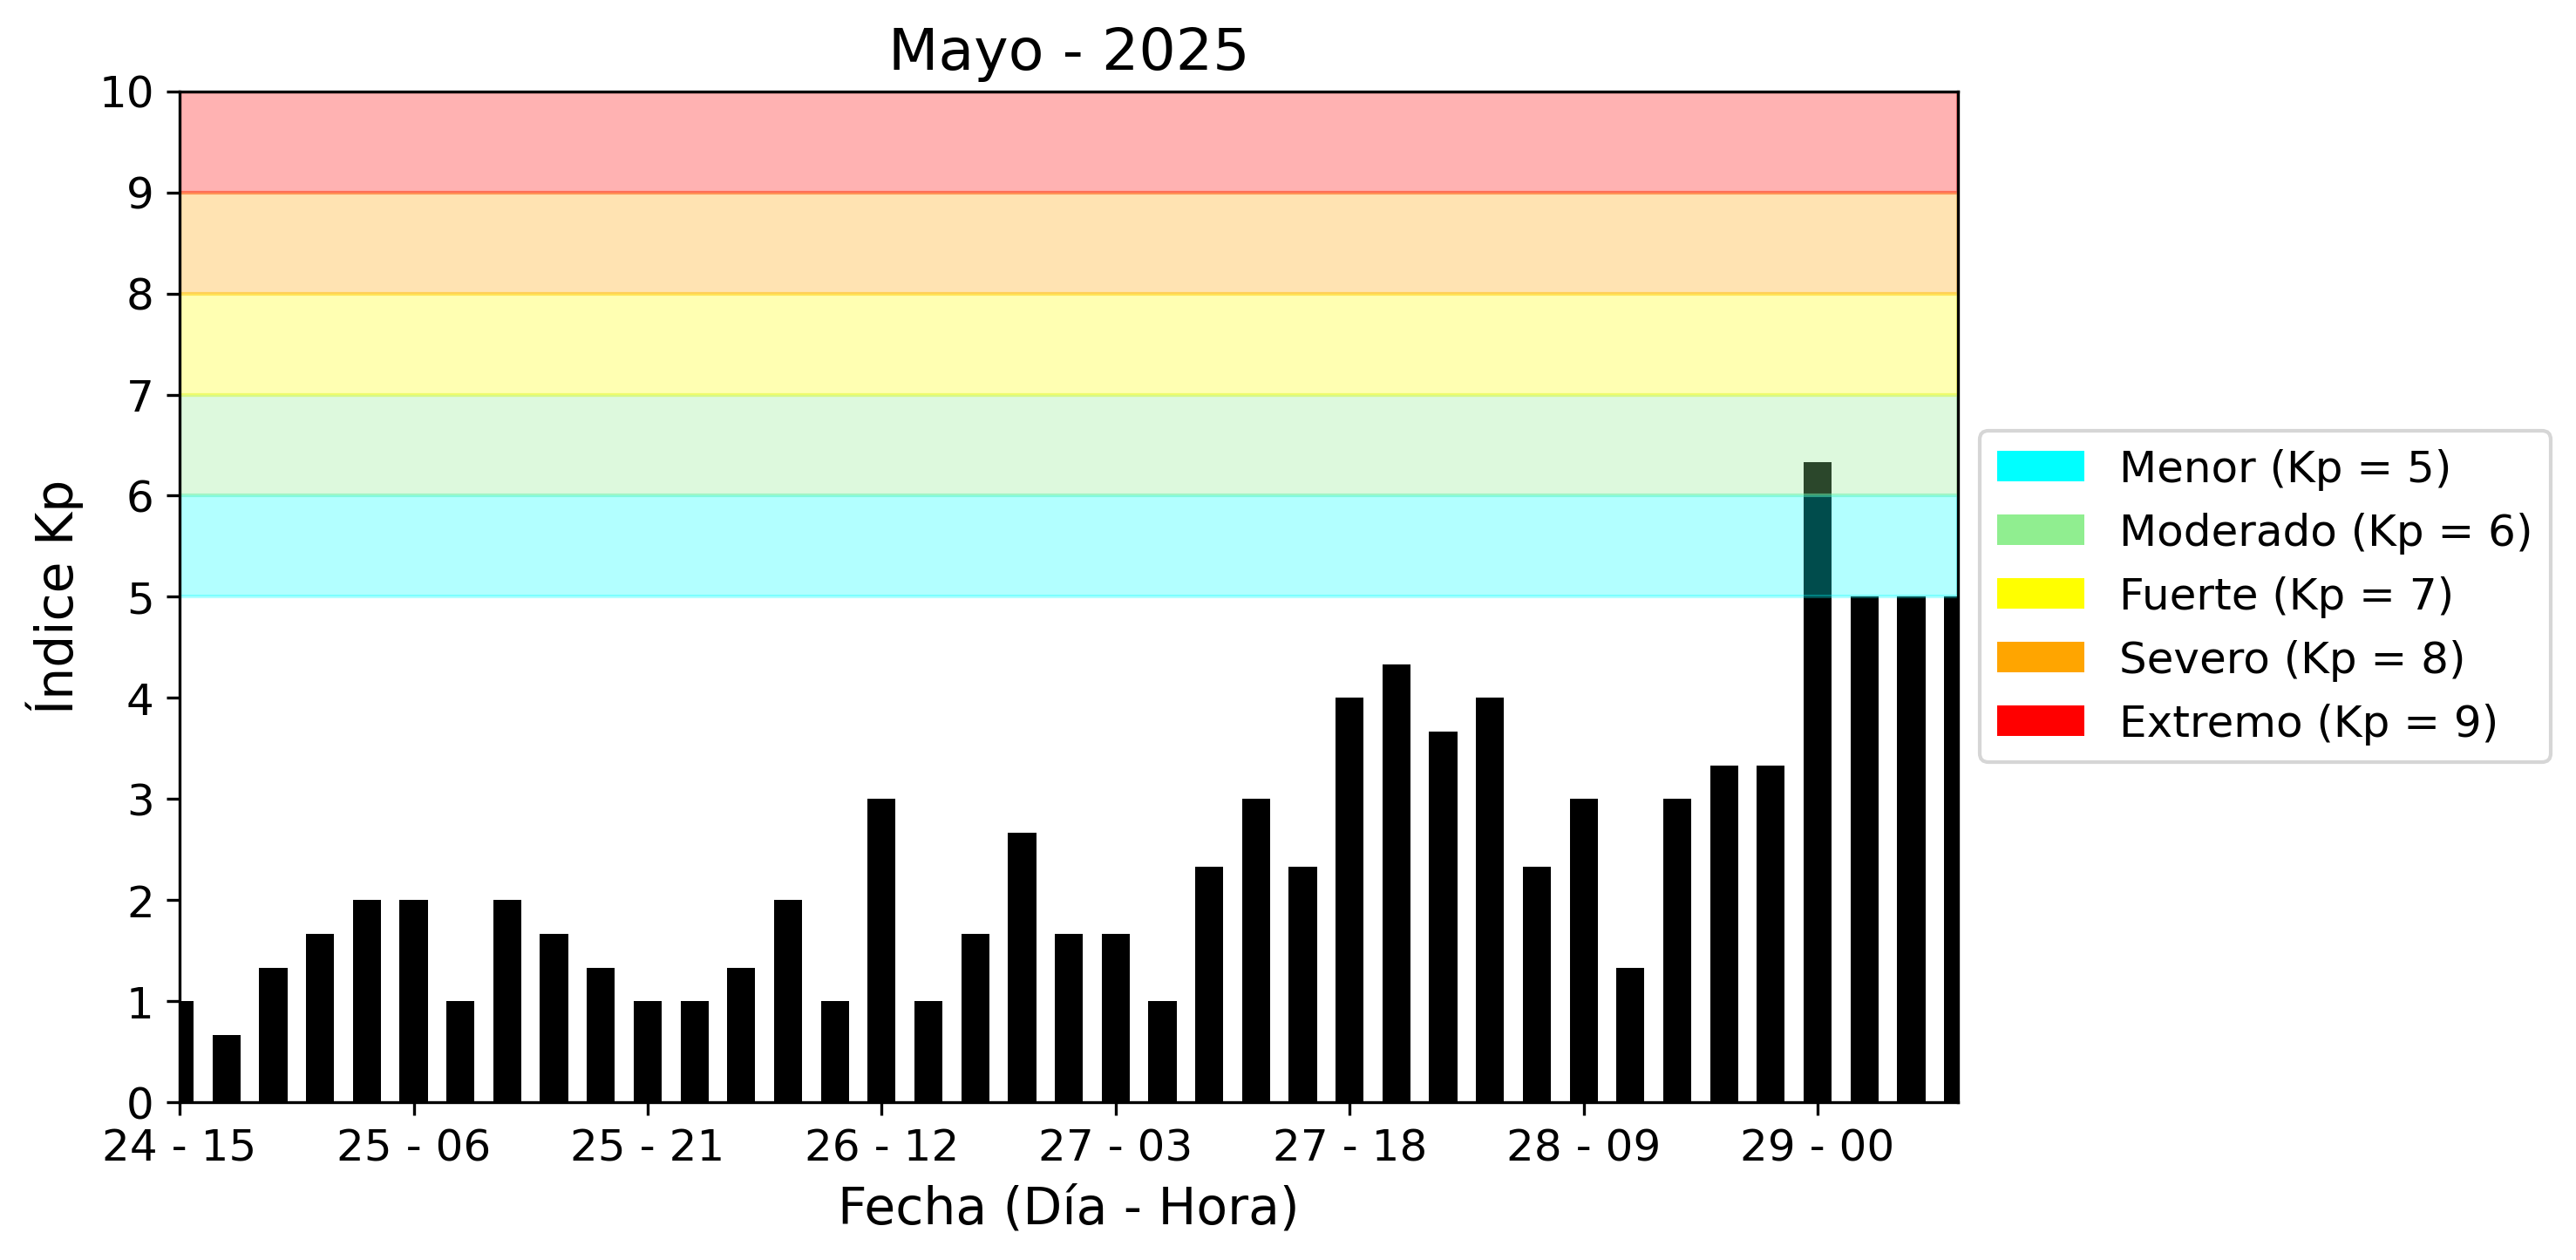 Mayo - 2025
10
9
8
7
6
5
4
3
2
1
0
Índice Kp
24 - 15
25 - 06
25 - 21
26 - 12
27 - 03
27 - 18
28 - 09
29 - 00
Fecha (Día - Hora)
Menor (Kp = 5)
Moderado (Kp = 6)
Fuerte (Kp = 7)
Severo (Kp = 8)
Extremo (Kp = 9)